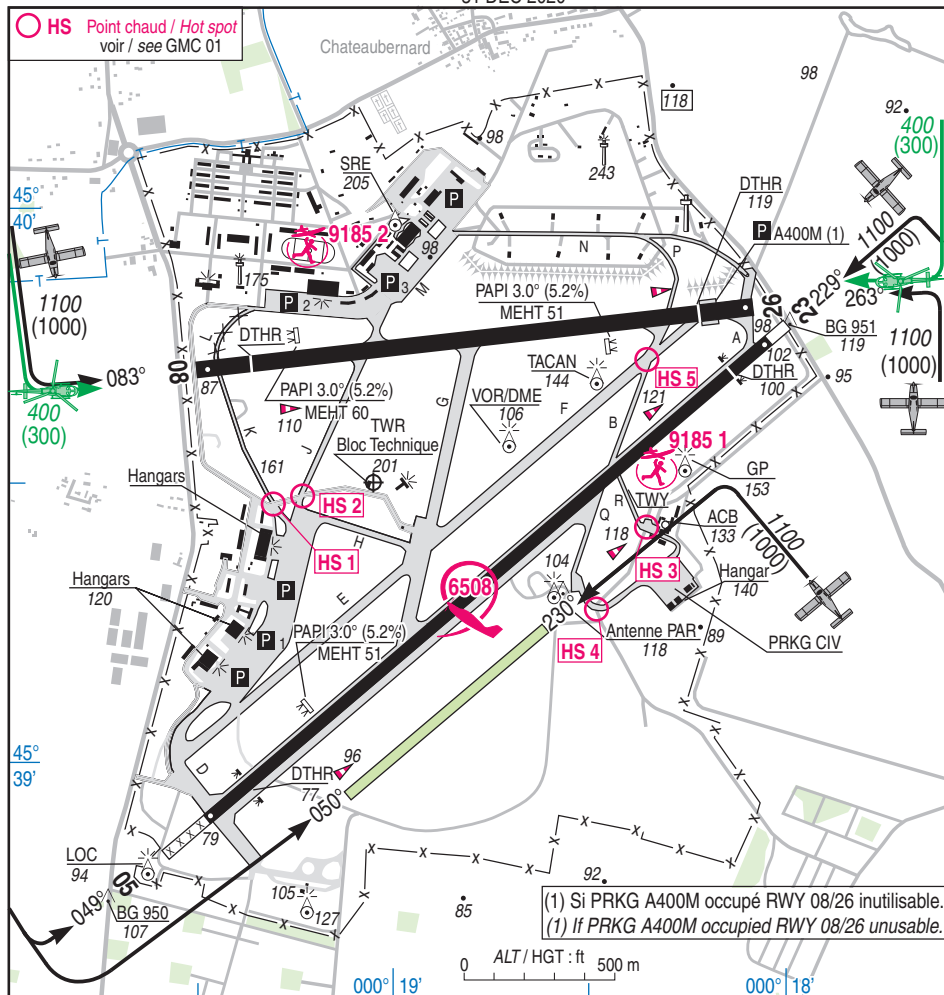 HS Point chaud / Hot spot
voir / see GMC 01
Chateaubernard
98
118
92
400
(300)
98
243
SRE
205
45°
40'
DTHR
119
P A400M (1)
9185 2
P
N
P
1100
(1000)
1100
(1000)
175
98
P 3
M
P 2
PAPI 3.0° (5.2%)
MEHT 51
263°
229°
26
23
98
BG 951
119
1100
(1000)
L
DTHR
A
102
DTHR
100
95
08
87
083°
400
(300)
TACAN
144
HS 5
121
PAPI 3.0° (5.2%)
MEHT 60
110
G
VOR/DME
106
F
B
K
J
TWR
Bloc Technique
201
9185 1
161
GP
153
Hangars
HS 2
R
TWY
Q
118
ACB
133
1100
(1000)
HS 1
H
HS 3
104
Hangar
140
Hangars
120
P
E
6508
230°
Antenne PAR
118
89
P 1
PAPI 3.0° (5.2%)
MEHT 51
HS 4
PRKG CIV
P
45°
39'
D
96
DTHR
77
050°
79
LOC
94
05
049°
BG 950
107
105
127
92
85
(1) Si PRKG A400M occupé RWY 08/26 inutilisable.
(1) If PRKG A400M occupied RWY 08/26 unusable.
ALT / HGT : ft
0 500 m
000° 19'
000° 18'